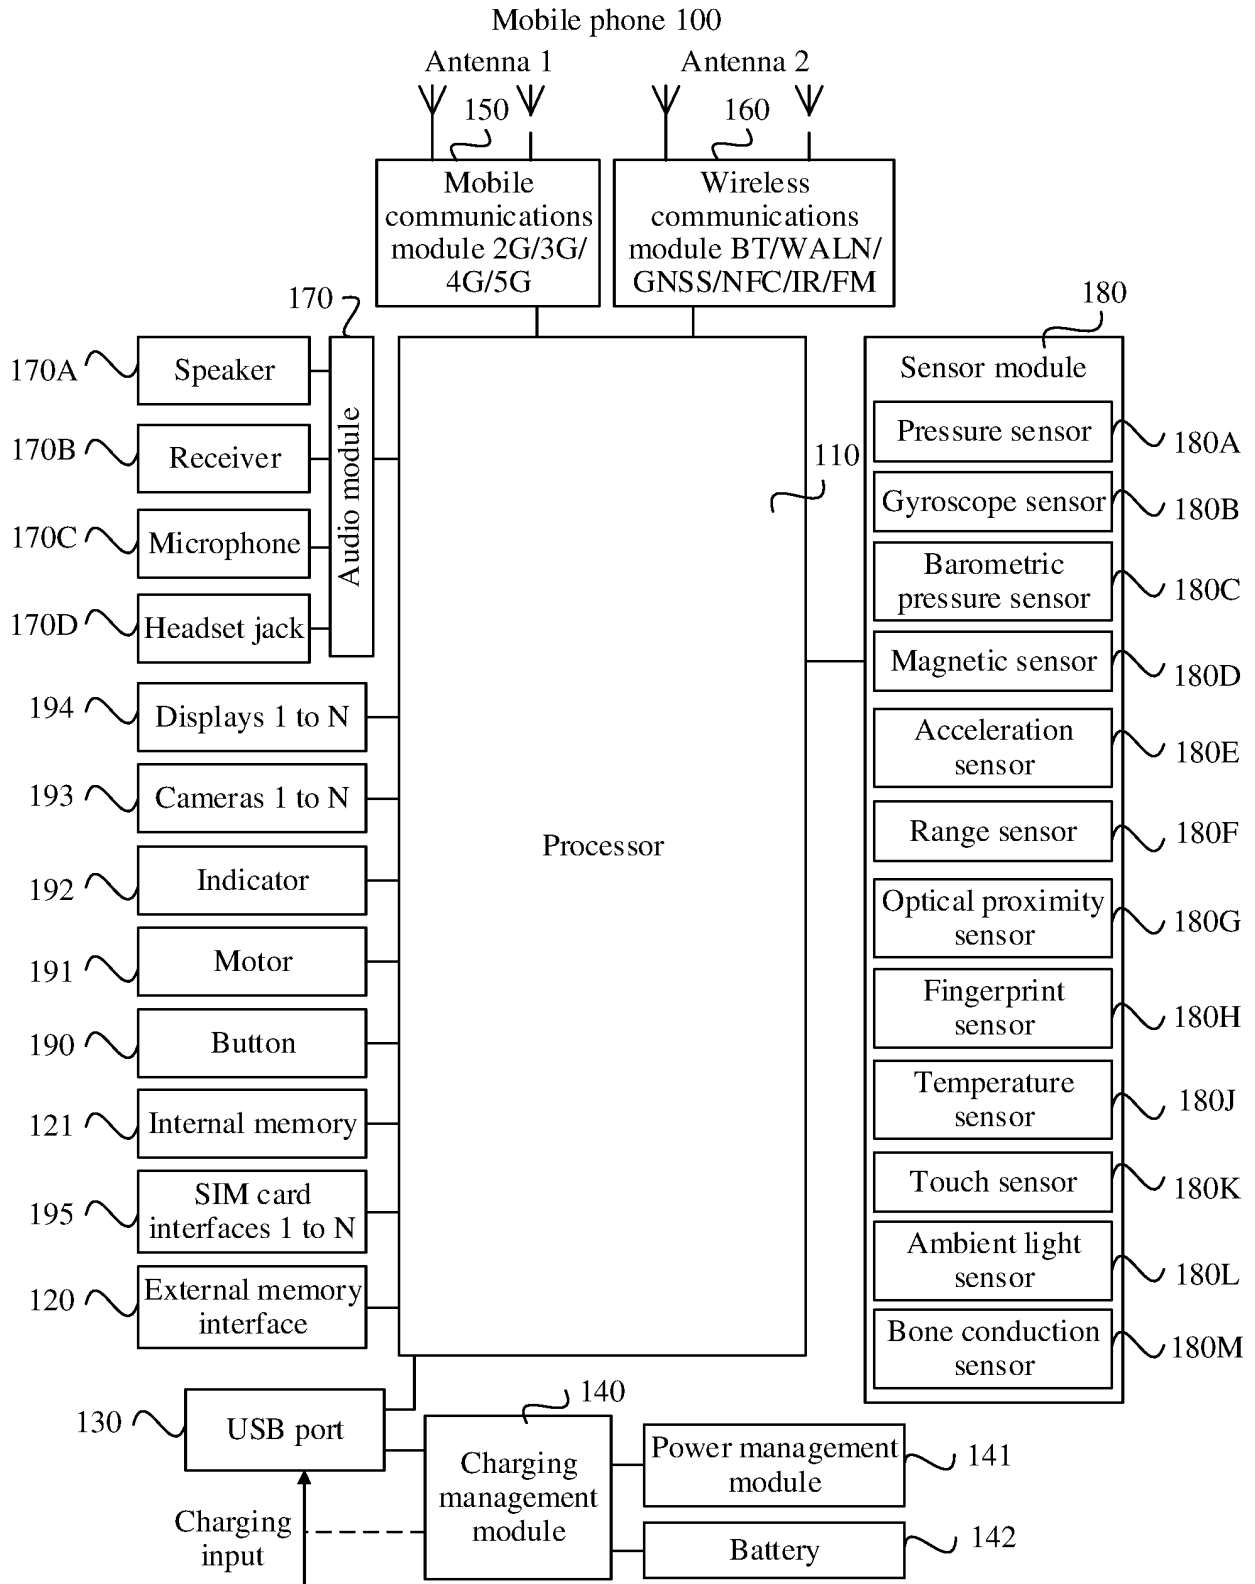 Mobile phone 100
Antenna 1
Antenna 2
150
160
Mobile
communications
module 2G/3G/
4G/5G
Wireless
communications
module BT/WALN/
GNSS/NFC/IR/FM
170
180
170A
Speaker
170B
Receiver
170C
Microphone
170D
Headset jack
Audio module
194
Displays 1 to N
193
Cameras 1 to N
192
Indicator
191
Motor
190
Button
121
Internal memory
195
SIM card
interfaces 1 to N
120
External memory
interface
110
Processor
Sensor module
Pressure sensor
180A
Gyroscope sensor
180B
Barometric
pressure sensor
180C
Magnetic sensor
180D
Acceleration
sensor
180E
Range sensor
180F
Optical proximity
sensor
180G
Fingerprint
sensor
180H
Temperature
sensor
180J
Touch sensor
180K
Ambient light
sensor
180L
Bone conduction
sensor
180M
130
USB port
140
Charging
management
module
Power management
module
141
Battery
142
Charging
input